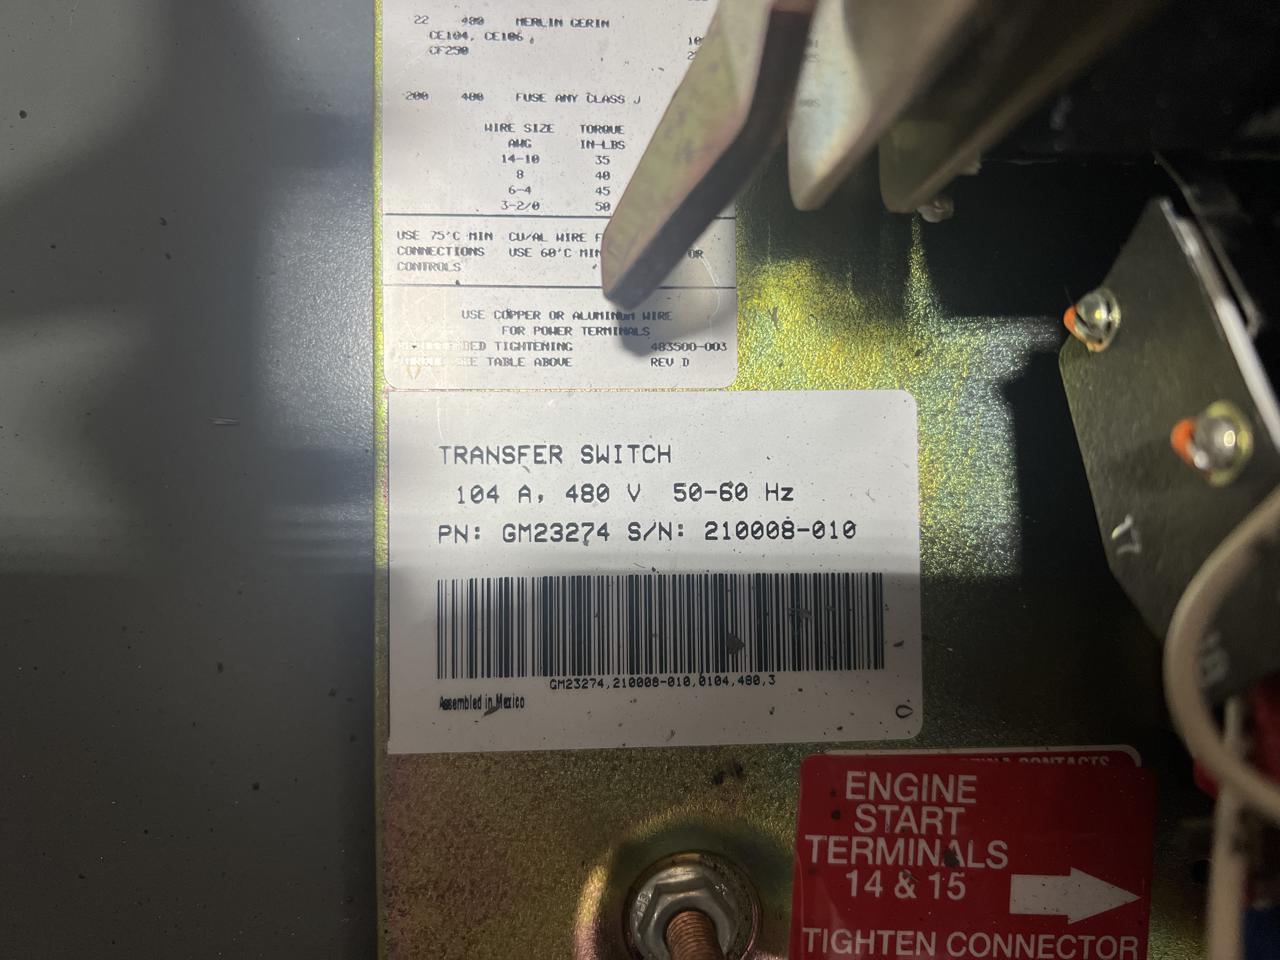 22 480 MERLIN GERIN
CE104, CE106,
CF250
200 400 FUSE ANY CLASS J
WIRE SIZE TORQUE
AWG IN-LBS
14-10 35
8 40
6-4 45
3-2/0 50
USE 75°C MIN CU/AL WIRE
CONNECTIONS USE 60°C MIN OR
CONTROLS
USE COPPER OR ALUMINUM WIRE
FOR POWER TERMINALS
TIGHTENING 483500-003
TABLE ABOVE REV D
TRANSFER SWITCH
104 A, 480 V 50-60 Hz
PN: GM23274 S/N: 210008-010
GM23274,210008-010,0104,480,3
Assembled in Mexico
CONTACTS
ENGINE
START
TERMINALS
14 & 15
TIGHTEN CONNECTOR
17